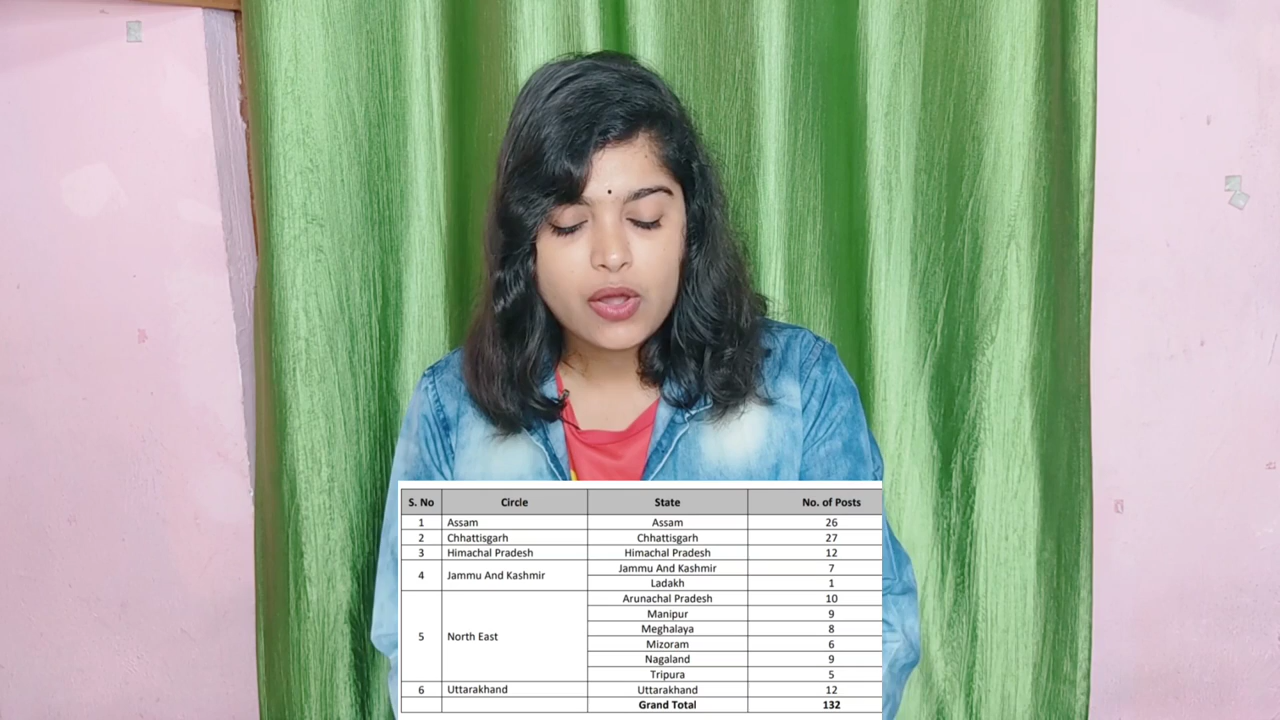 S. No Circle State No. of Posts
1 Assam Assam 26
2 Chhattisgarh Chhattisgarh 27
3 Himachal Pradesh Himachal Pradesh 12
4 Jammu And Kashmir Jammu And Kashmir 7
Ladakh 1
5 North East Arunachal Pradesh 10
Manipur 9
Meghalaya 8
Mizoram 6
Nagaland 9
Tripura 5
6 Uttarakhand Uttarakhand 12
Grand Total 132